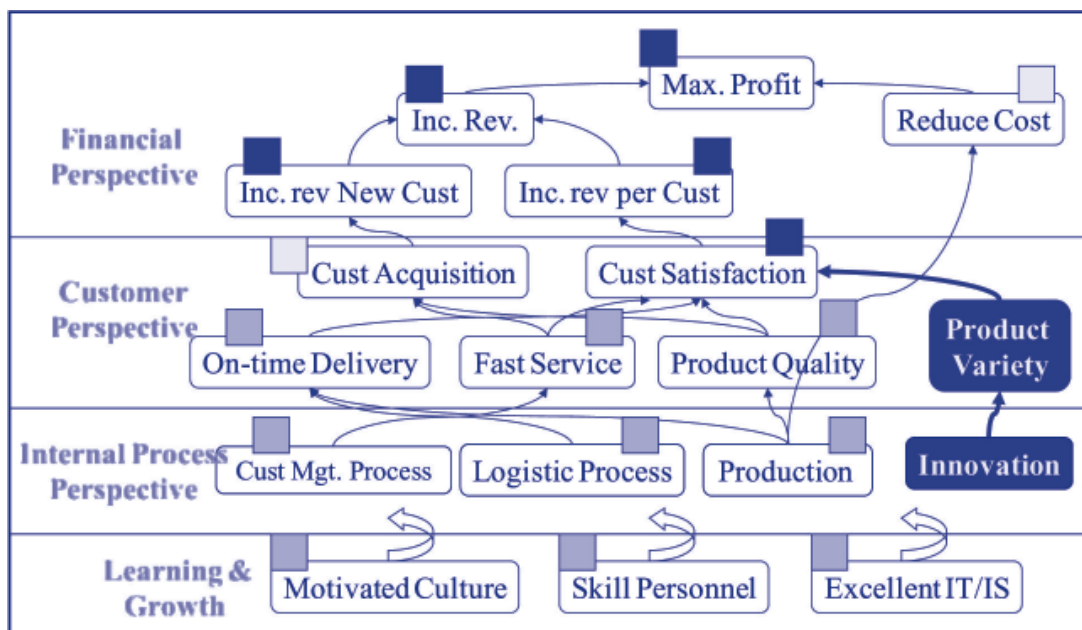 Max. Profit
Inc. Rev.
Reduce Cost
Financial
Perspective
Inc. rev New Cust
Inc. rev per Cust
Cust Acquisition
Cust Satisfaction
Customer
Perspective
Product
Variety
On-time Delivery
Fast Service
Product Quality
Internal Process
Perspective
Cust Mgt. Process
Logistic Process
Production
Innovation
Learning &
Growth
Motivated Culture
Skill Personnel
Excellent IT/IS